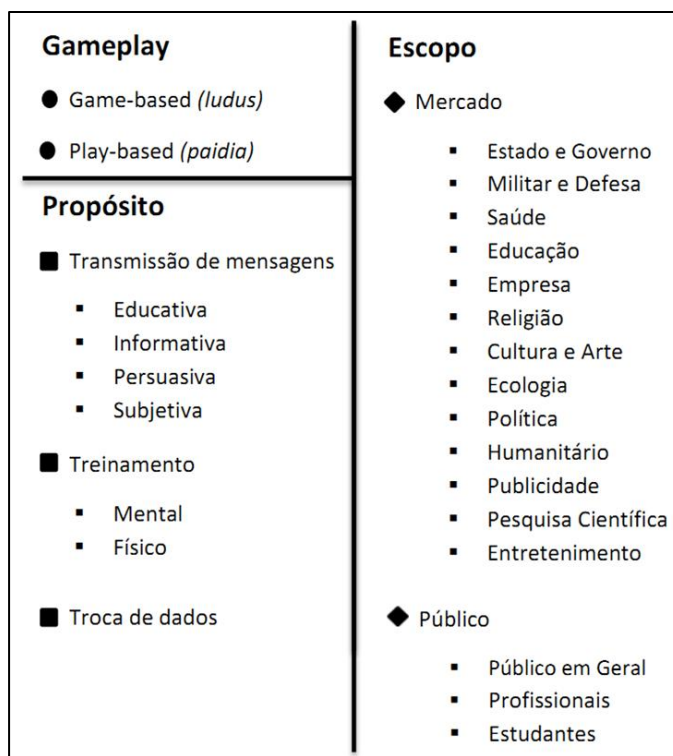 Gameplay
Game-based (ludus)
Play-based (paidia)
Propósito
Transmissão de mensagens
Educativa
Informativa
Persuasiva
Subjetiva
Treinamento
Mental
Físico
Troca de dados
Escopo
Mercado
Estado e Governo
Militar e Defesa
Saúde
Educação
Empresa
Religião
Cultura e Arte
Ecologia
Política
Humanitário
Publicidade
Pesquisa Científica
Entretenimento
Público
Público em Geral
Profissionais
Estudantes